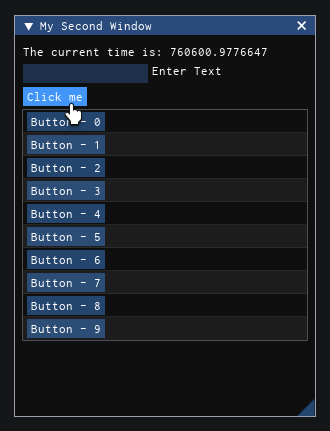 My Second Window
The current time is: 760600.9776647
Enter Text
Click me
Button - 0
Button - 1
Button - 2
Button - 3
Button - 4
Button - 5
Button - 6
Button - 7
Button - 8
Button - 9